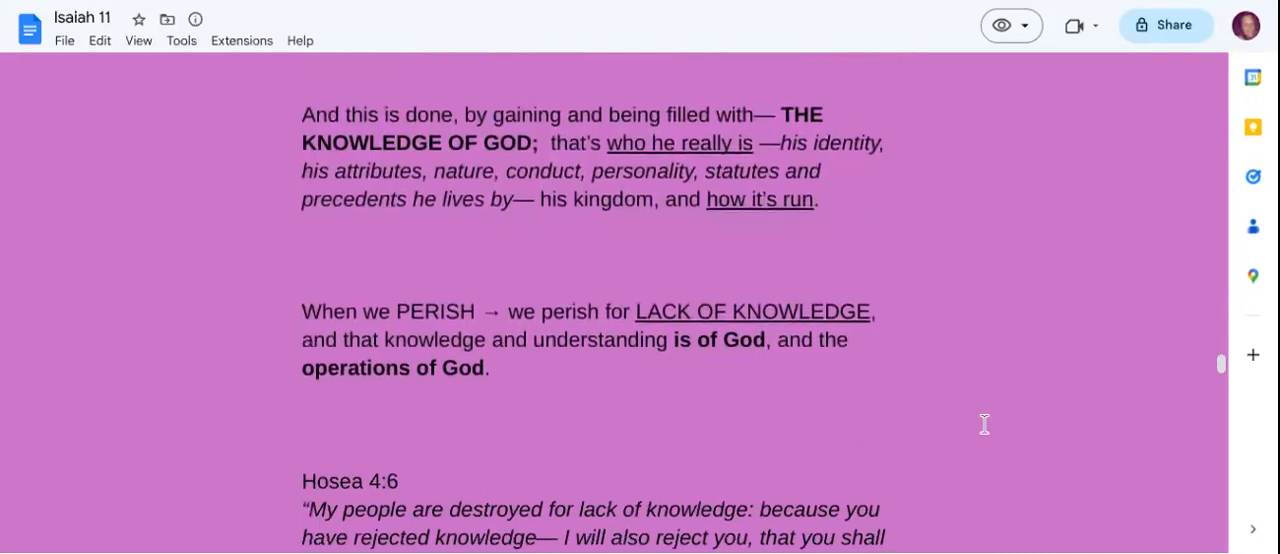 Isaiah 11
File Edit View Tools Extensions Help
Share
31
And this is done, by gaining and being filled with— THE
KNOWLEDGE OF GOD;  that’s who he really is —his identity,
his attributes, nature, conduct, personality, statutes and
precedents he lives by— his kingdom, and how it’s run.
When we PERISH → we perish for LACK OF KNOWLEDGE,
and that knowledge and understanding is of God, and the
operations of God.
Hosea 4:6
“My people are destroyed for lack of knowledge: because you
have rejected knowledge— I will also reject you, that you shall